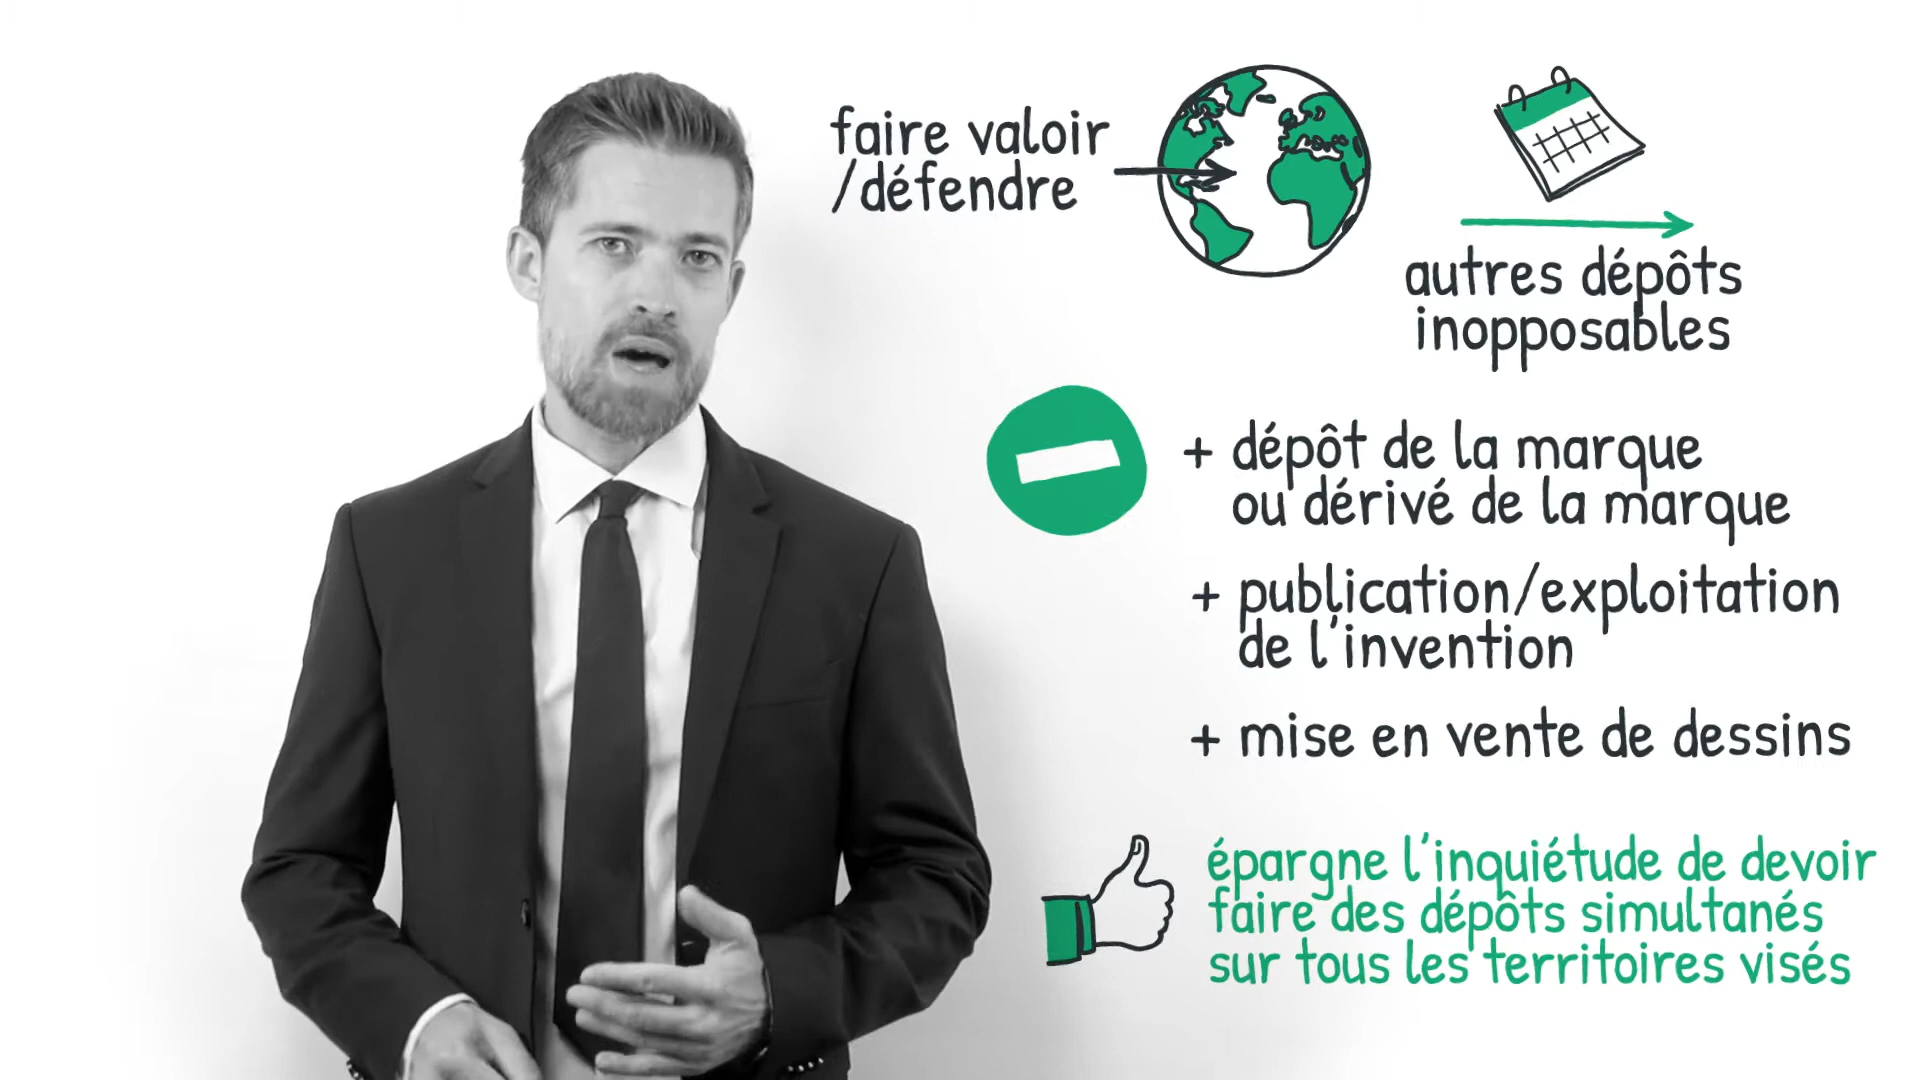 faire valoir
/défendre
autres dépôts
inopposables
+ dépôt de la marque
ou dérivé de la marque
+ publication/exploitation
de l'invention
+ mise en vente de dessins
épargne l'inquiétude de devoir
faire des dépôts simultanés
sur tous les territoires visés